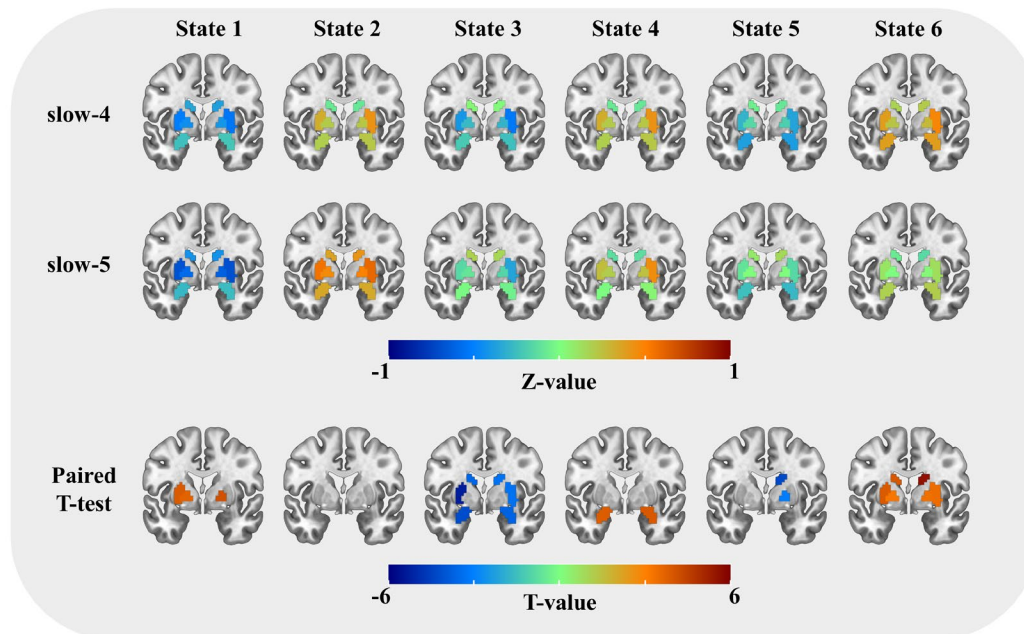 State 1 State 2 State 3 State 4 State 5 State 6
slow-4
slow-5
-1 1
Z-value
Paired
T-test
-6 6
T-value